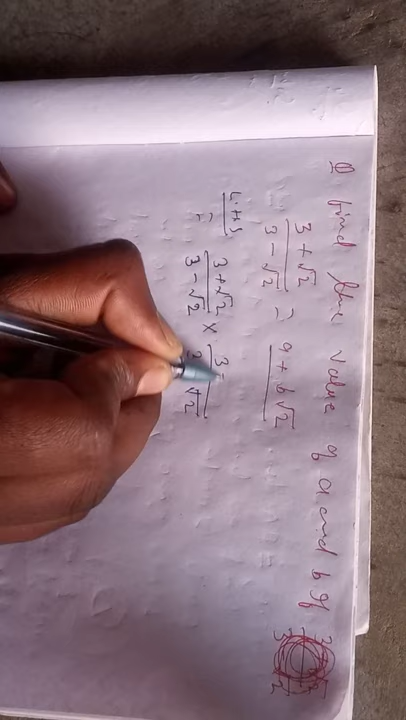 Q. find the value of a and b if
3+√2 / 3-√2 = a+b√2
L.H.S
= 3+√2 / 3-√2 × 3 / √2